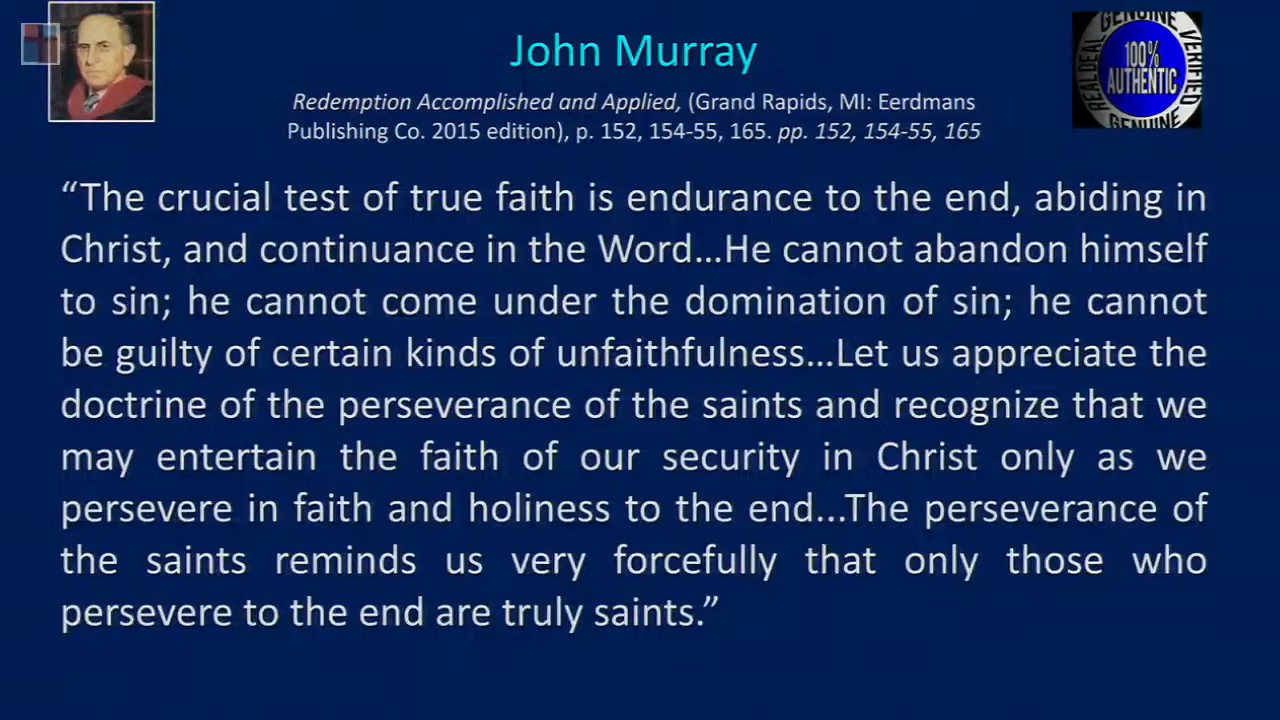 John Murray
Redemption Accomplished and Applied, (Grand Rapids, MI: Eerdmans
Publishing Co. 2015 edition), p. 152, 154-55, 165. pp. 152, 154-55, 165
GENUINE
REAL DEAL
100%
AUTHENTIC
VERIFIED
GENUINE
“The crucial test of true faith is endurance to the end, abiding in
Christ, and continuance in the Word…He cannot abandon himself
to sin; he cannot come under the domination of sin; he cannot
be guilty of certain kinds of unfaithfulness…Let us appreciate the
doctrine of the perseverance of the saints and recognize that we
may entertain the faith of our security in Christ only as we
persevere in faith and holiness to the end...The perseverance of
the saints reminds us very forcefully that only those who
persevere to the end are truly saints.”